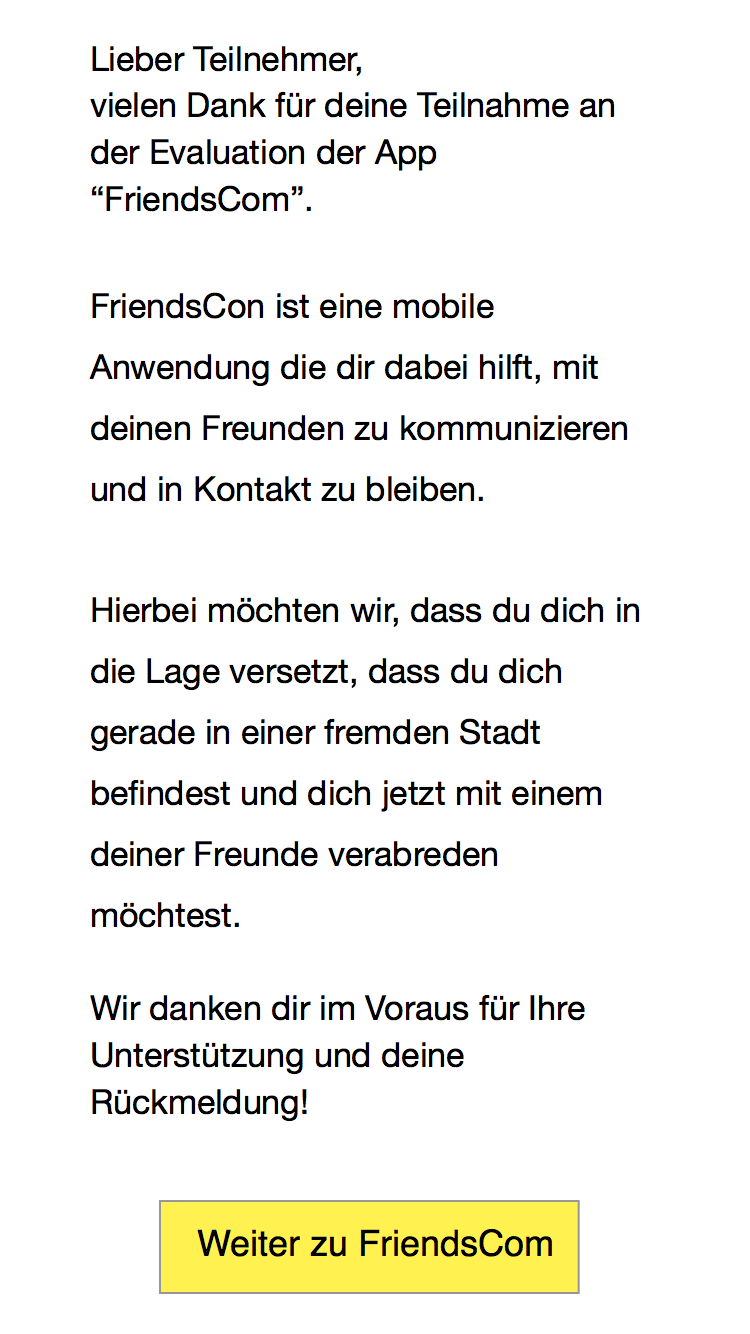 Lieber Teilnehmer,
vielen Dank für deine Teilnahme an
der Evaluation der App
“FriendsCom”.
FriendsCon ist eine mobile
Anwendung die dir dabei hilft, mit
deinen Freunden zu kommunizieren
und in Kontakt zu bleiben.
Hierbei möchten wir, dass du dich in
die Lage versetzt, dass du dich
gerade in einer fremden Stadt
befindest und dich jetzt mit einem
deiner Freunde verabreden
möchtest.
Wir danken dir im Voraus für Ihre
Unterstützung und deine
Rückmeldung!
Weiter zu FriendsCom